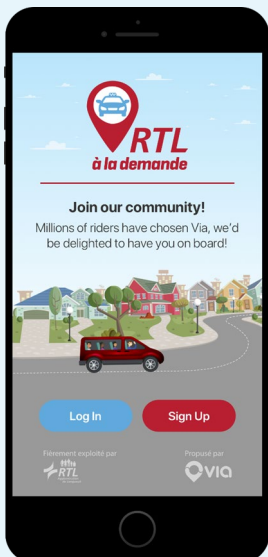 RTL
à la demande
Join our community!
Millions of riders have chosen Via, we'd
be delighted to have you on board!
Log In
Sign Up
Fièrement exploité par
Propulsé par
RTL
via